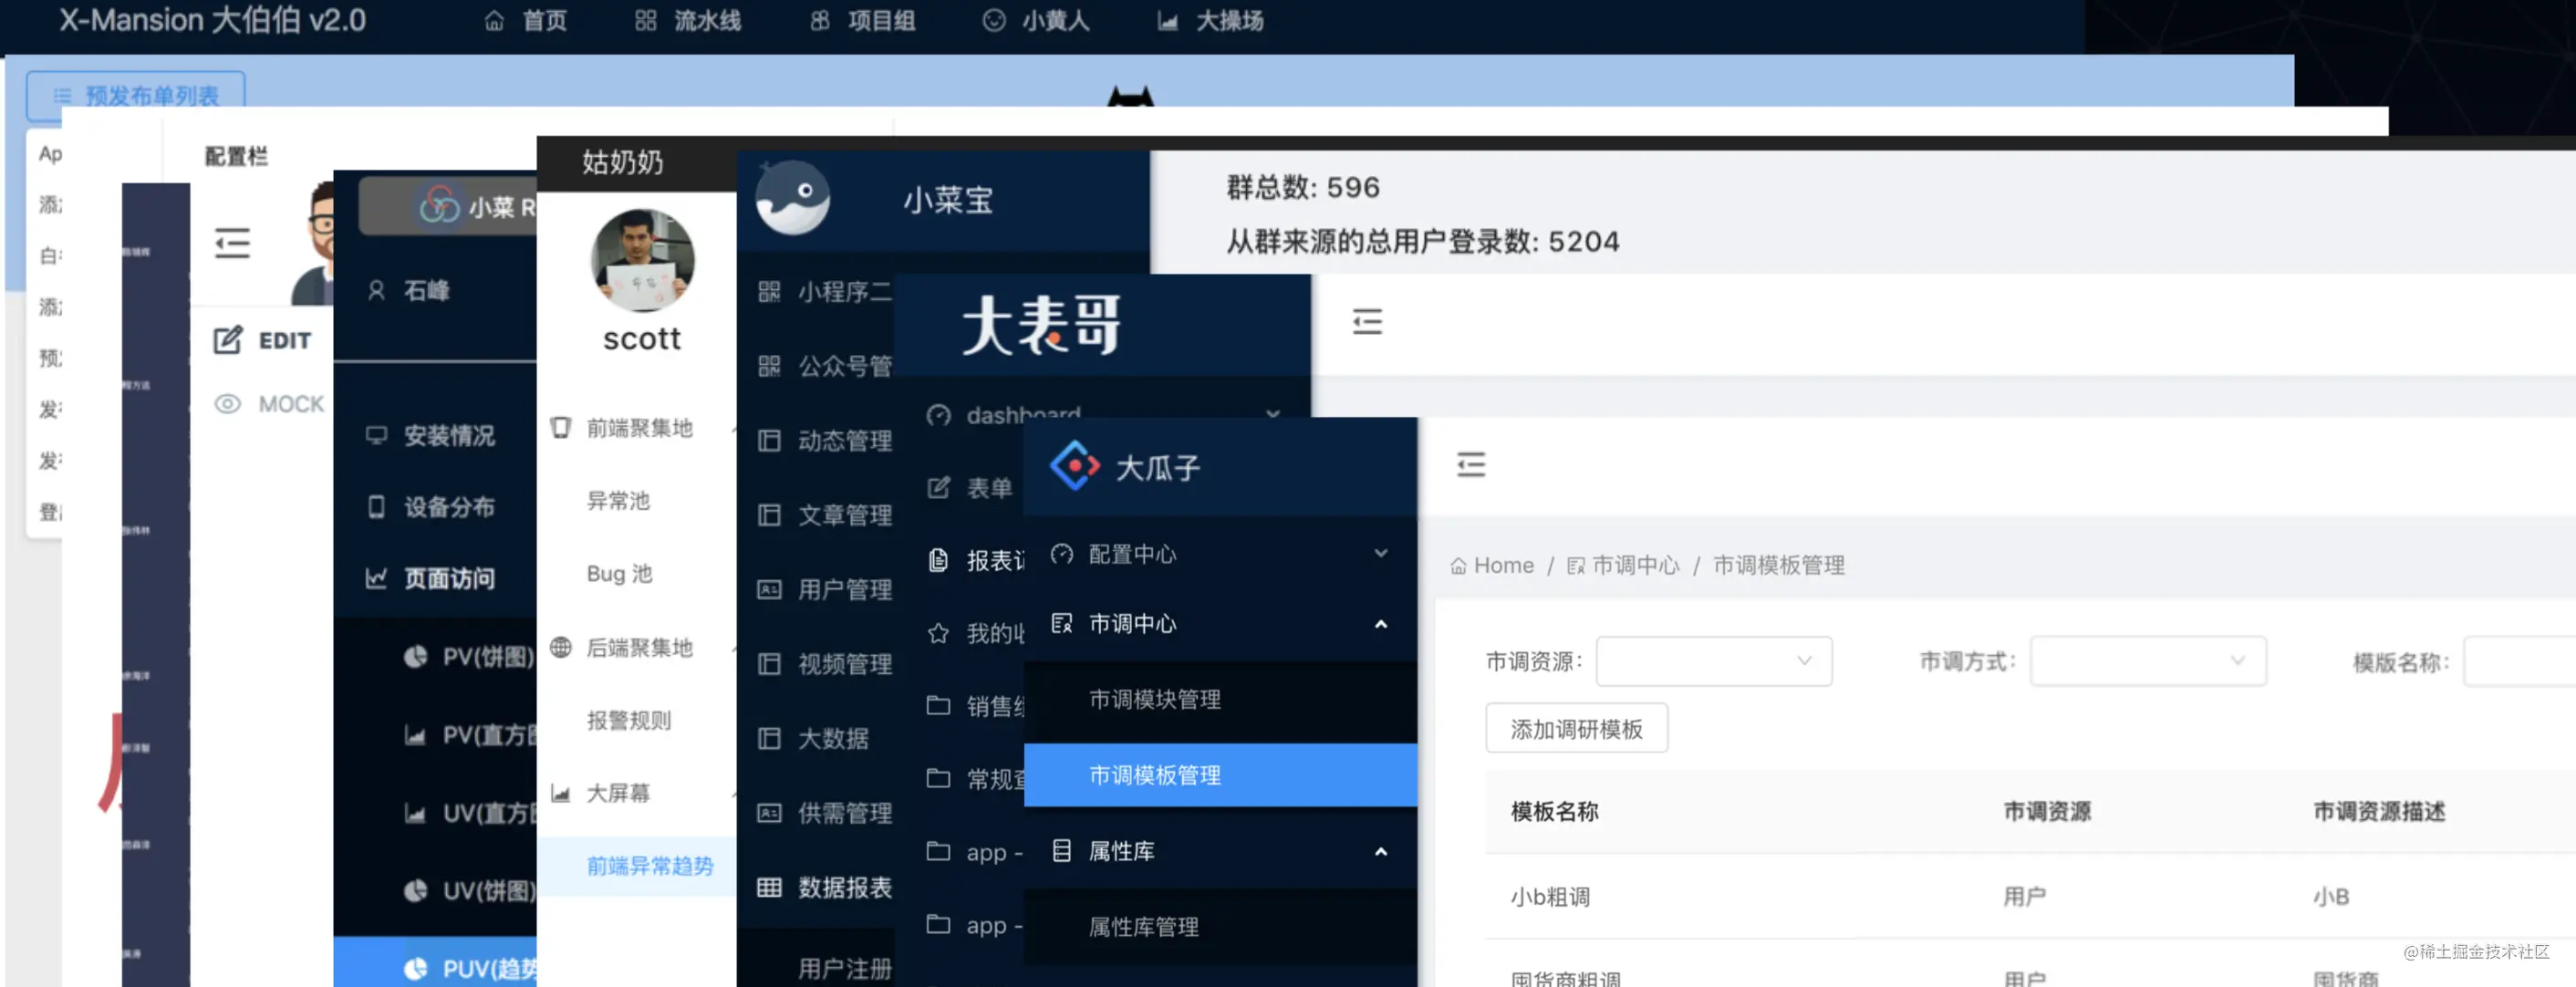 X-Mansion 大伯伯 v2.0
首页
流水线
项目组
小黄人
大操场
预发布单列表
Ap
白
发
发
配置栏
EDIT
MOCK
小菜 R
石峰
安装情况
设备分布
页面访问
PV(饼图)
PV(直方
UV(直方
UV(饼图)
PUV(趋势
姑奶奶
scott
前端聚集地
异常池
Bug 池
后端聚集地
报警规则
大屏幕
前端异常趋势
小菜宝
小程序二
公众号管
动态管理
文章管理
用户管理
视频管理
大数据
供需管理
数据报表
用户注册
群总数: 596
从群来源的总用户登录数: 5204
大表哥
dashboard
表单
报表
我的
销售
常规
app -
app -
大瓜子
配置中心
市调中心
市调模块管理
市调模板管理
属性库
属性库管理
Home / 市调中心 / 市调模板管理
市调资源:
市调方式:
模版名称:
添加调研模板
模板名称 市调资源 市调资源描述
小b粗调 用户 小B
囤货商粗调 用户 囤货商
@稀土掘金技术社区